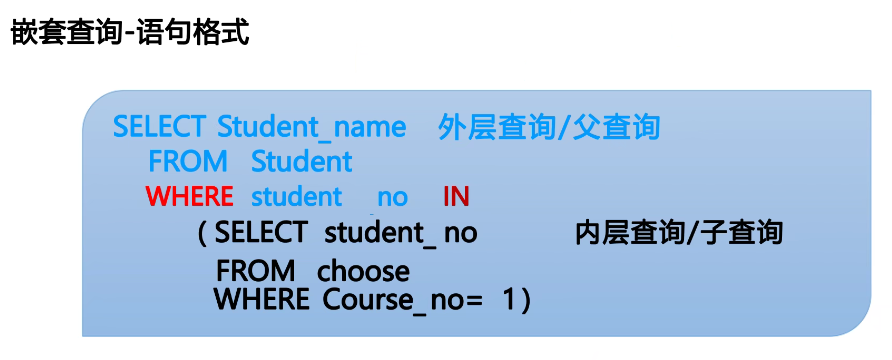 嵌套查询-语句格式
SELECT Student_name 外层查询/父查询
FROM Student
WHERE student _no IN
(SELECT student_ no 内层查询/子查询
FROM choose
WHERE Course_no= 1)